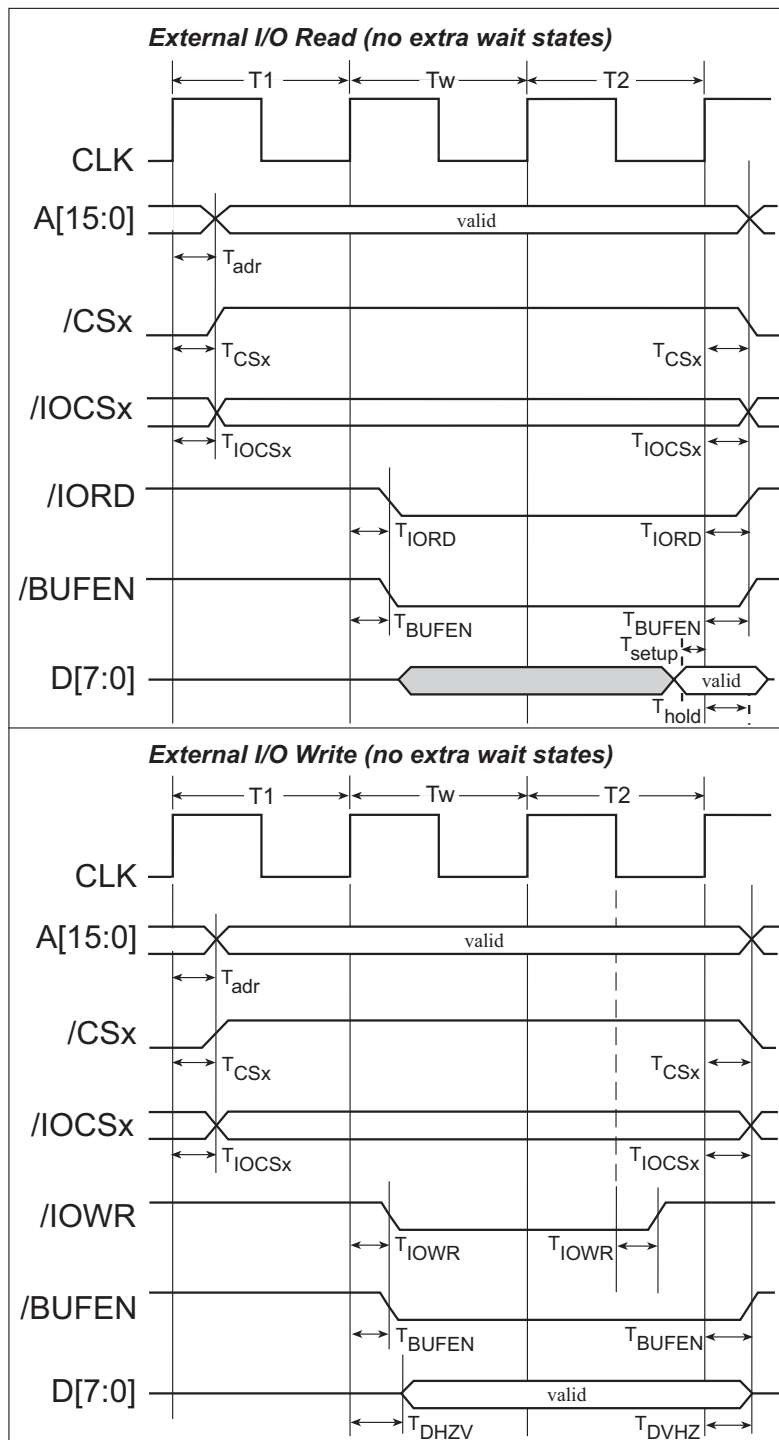 External I/O Read (no extra wait states)
T1 Tw T2
CLK
A[15:0] valid
Tadr
/CSx
TCSx TCSx
/IOCSx
TIOCSx TIOCSx
/IORD
TIORD TIORD
/BUFEN
TBUFEN TBUFEN
Tsetup
D[7:0] valid
Thold
External I/O Write (no extra wait states)
T1 Tw T2
CLK
A[15:0] valid
Tadr
/CSx
TCSx TCSx
/IOCSx
TIOCSx TIOCSx
/IOWR
TIOWR TIOWR
/BUFEN
TBUFEN TBUFEN
D[7:0] valid
TDHZV TDVHZ